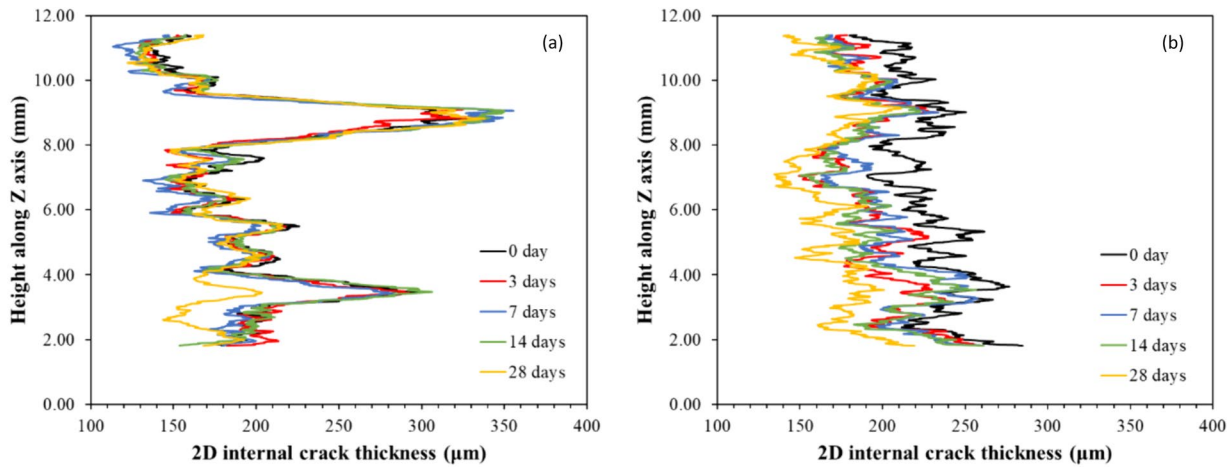 12.00
10.00
8.00
6.00
4.00
2.00
0.00
Height along Z axis (mm)
(a)
0 day
3 days
7 days
14 days
28 days
100 150 200 250 300 350 400
2D internal crack thickness (µm)
12.00
10.00
8.00
6.00
4.00
2.00
0.00
Height along Z axis (mm)
(b)
0 day
3 days
7 days
14 days
28 days
100 150 200 250 300 350 400
2D internal crack thickness (µm)